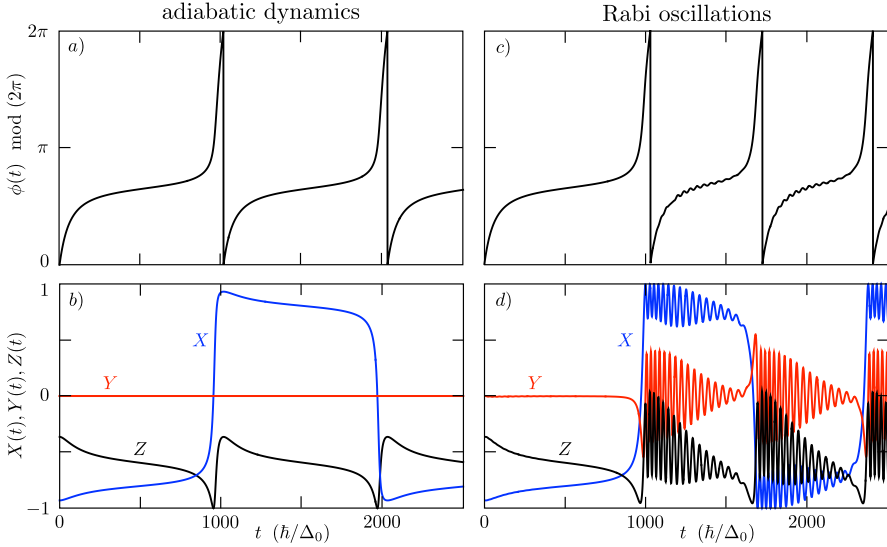 adiabatic dynamics
Rabi oscillations
2π
a)
c)
π
ϕ(t) mod (2π)
0
1
b)
d)
X
X
Y
Y
0
Z
Z
X(t), Y(t), Z(t)
−1
0 1000 2000
0 1000 2000
t (ℏ/Δ₀)
t (ℏ/Δ₀)